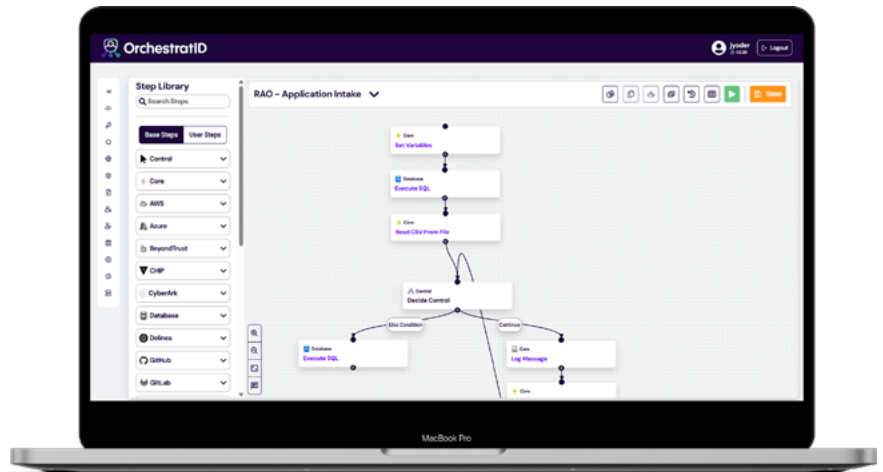 OrchestratID
jyoder
Logout
Step Library
Search Steps
RAO - Application Intake
Save
Base Steps
User Steps
Control
Core
AWS
Azure
BeyondTrust
CHIP
CyberArk
Database
Delinea
GitHub
GitLab
Core
Set Variables
Database
Execute SQL
Core
Read CSV From File
Control
Decide Control
Use Condition
Continue
Database
Execute SQL
Core
Log Message
Core
MacBook Pro